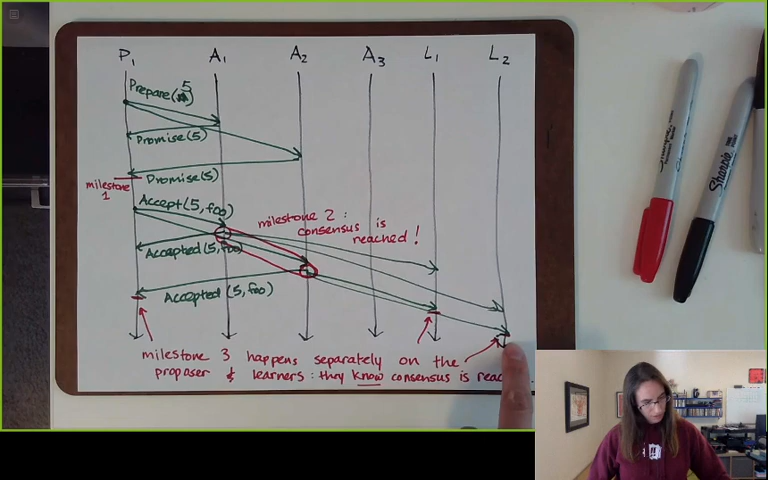 P1 A1 A2 A3 L1 L2
Prepare(5)
Promise(5)
Promise(5)
milestone
1
Accept(5,foo)
milestone 2:
consensus is
reached!
Accepted(5,foo)
Accepted(5,foo)
milestone 3 happens separately on the
proposer & learners: they know consensus is reac
Sharpie